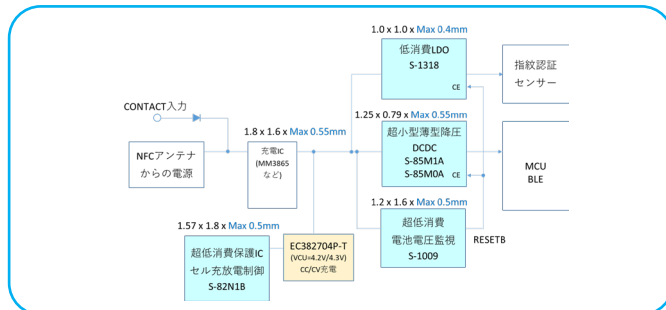 1.0 x 1.0 x Max 0.4mm
低消費LDO
S-1318
CE
指紋認証
センサー
CONTACT入力
1.25 x 0.79 x Max 0.55mm
1.8 x 1.6 x Max 0.55mm
NFCアンテナ
からの電源
充電IC
(MM3865
など)
超小型薄型降圧
DCDC
S-85M1A
S-85M0A
CE
MCU
BLE
1.2 x 1.6 x Max 0.5mm
1.57 x 1.8 x Max 0.5mm
超低消費
電池電圧監視
S-1009
RESETB
超低消費保護IC
セル充放電制御
S-82N1B
EC382704P-T
(VCU=4.2V/4.3V)
CC/CV充電